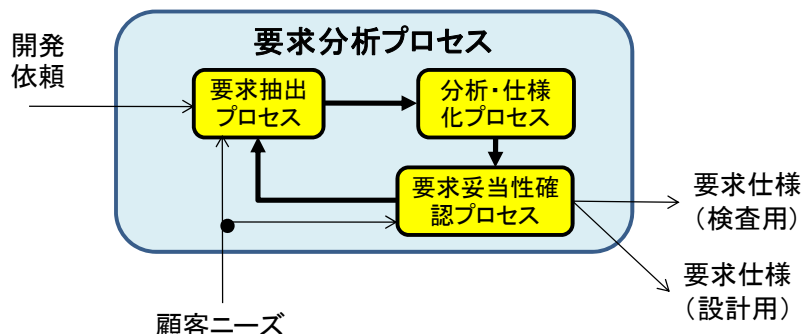 要求分析プロセス
開発
依頼
要求抽出
プロセス
分析・仕様
化プロセス
要求妥当性確
認プロセス
要求仕様
（検査用）
要求仕様
（設計用）
顧客ニーズ